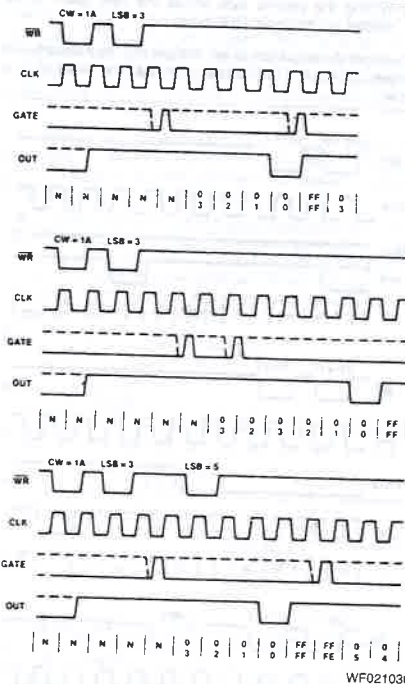 CW = 1A LSB = 3
WR
CLK
GATE
OUT
N N N N N 0 0 0 0 FF 0
3 2 1 0 FF 3
CW = 1A LSB = 3
WR
CLK
GATE
OUT
N N N N N N 0 0 0 0 0 0 FF
3 2 3 2 1 0 FF
CW = 1A LSB = 3 LSB = 5
WR
CLK
GATE
OUT
N N N N N 0 0 0 0 FF FF 0 0
3 2 1 0 FF FE 5 4
WF021030